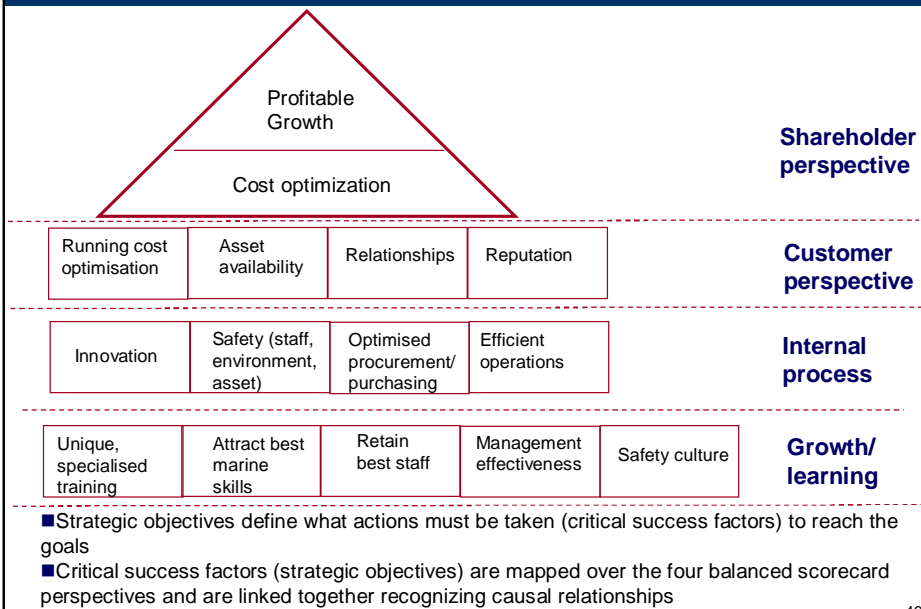 Profitable
Growth
Cost optimization
Shareholder
perspective
Running cost
optimisation
Asset
availability
Relationships
Reputation
Customer
perspective
Innovation
Safety (staff,
environment,
asset)
Optimised
procurement/
purchasing
Efficient
operations
Internal
process
Unique,
specialised
training
Attract best
marine
skills
Retain
best staff
Management
effectiveness
Safety culture
Growth/
learning
■Strategic objectives define what actions must be taken (critical success factors) to reach the
goals
■Critical success factors (strategic objectives) are mapped over the four balanced scorecard
perspectives and are linked together recognizing causal relationships